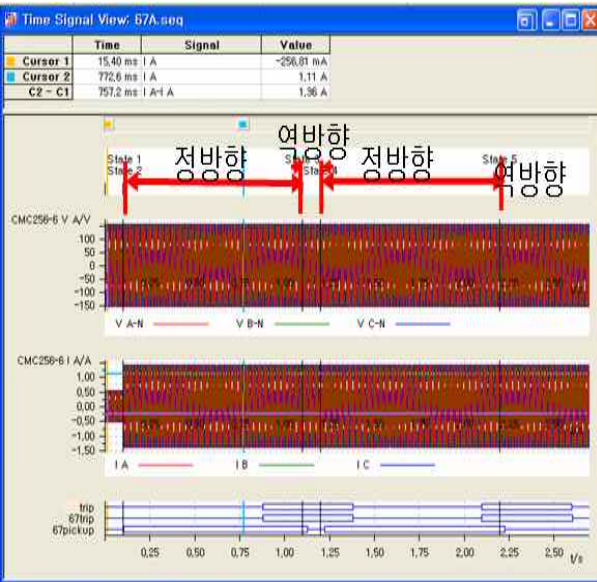 Time Signal View: 67A.seq
Time Signal Value
Cursor 1 15,40 ms I A -256,81 mA
Cursor 2 772,6 ms I A 1,11 A
C2 - C1 757,2 ms I A-I A 1,36 A
역방향
정방향 정방향
State 1 State 5
State 2
역방향
CMC256-6 V A/V
100
50
0
-50
-100
-150
V A-N V B-N V C-N
CMC256-6 I A/A
1,00
0,50
0,00
-0,50
-1,00
-1,50
I A I B I C
trip
67trip
67pickup
0,25 0,50 0,75 1,00 1,25 1,50 1,75 2,00 2,25 2,50 t/s